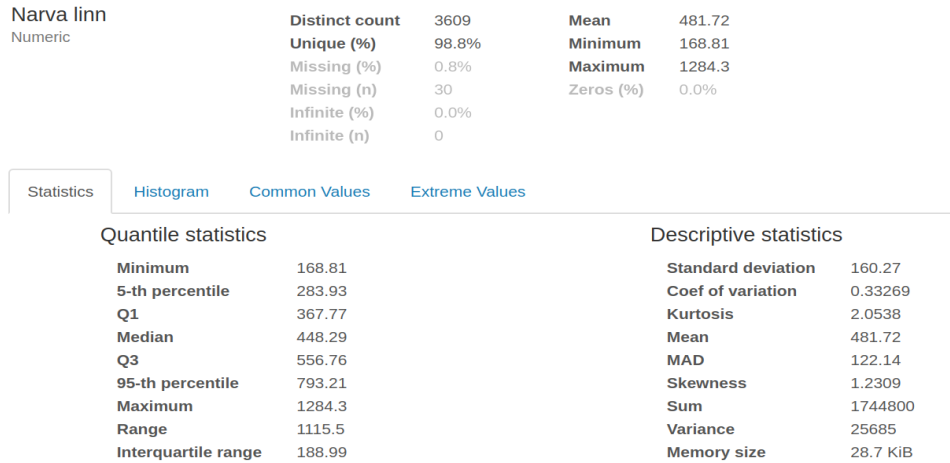 Narva linn
Numeric
Distinct count 3609
Unique (%) 98.8%
Missing (%) 0.8%
Missing (n) 30
Infinite (%) 0.0%
Infinite (n) 0
Mean 481.72
Minimum 168.81
Maximum 1284.3
Zeros (%) 0.0%
Statistics Histogram Common Values Extreme Values
Quantile statistics
Minimum 168.81
5-th percentile 283.93
Q1 367.77
Median 448.29
Q3 556.76
95-th percentile 793.21
Maximum 1284.3
Range 1115.5
Interquartile range 188.99
Descriptive statistics
Standard deviation 160.27
Coef of variation 0.33269
Kurtosis 2.0538
Mean 481.72
MAD 122.14
Skewness 1.2309
Sum 1744800
Variance 25685
Memory size 28.7 KiB